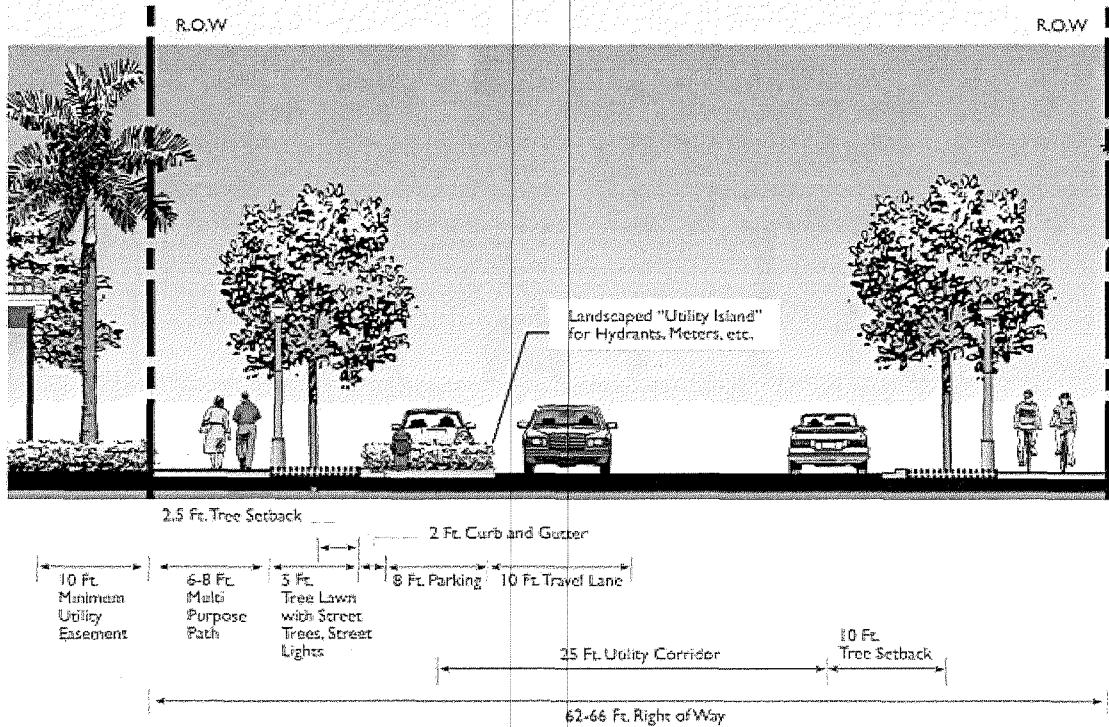 R.O.W
R.O.W
Landscaped "Utility Island"
for Hydrants, Meters, etc.
2.5 Ft. Tree Setback
2 Ft. Curb and Gutter
10 Ft.
Minimum
Utility
Easement
6-8 Ft.
Multi
Purpose
Path
5 Ft.
Tree Lawn
with Street
Trees, Street
Lights
8 Ft. Parking
10 Ft. Travel Lane
25 Ft. Utility Corridor
10 Ft.
Tree Setback
62-66 Ft. Right of Way